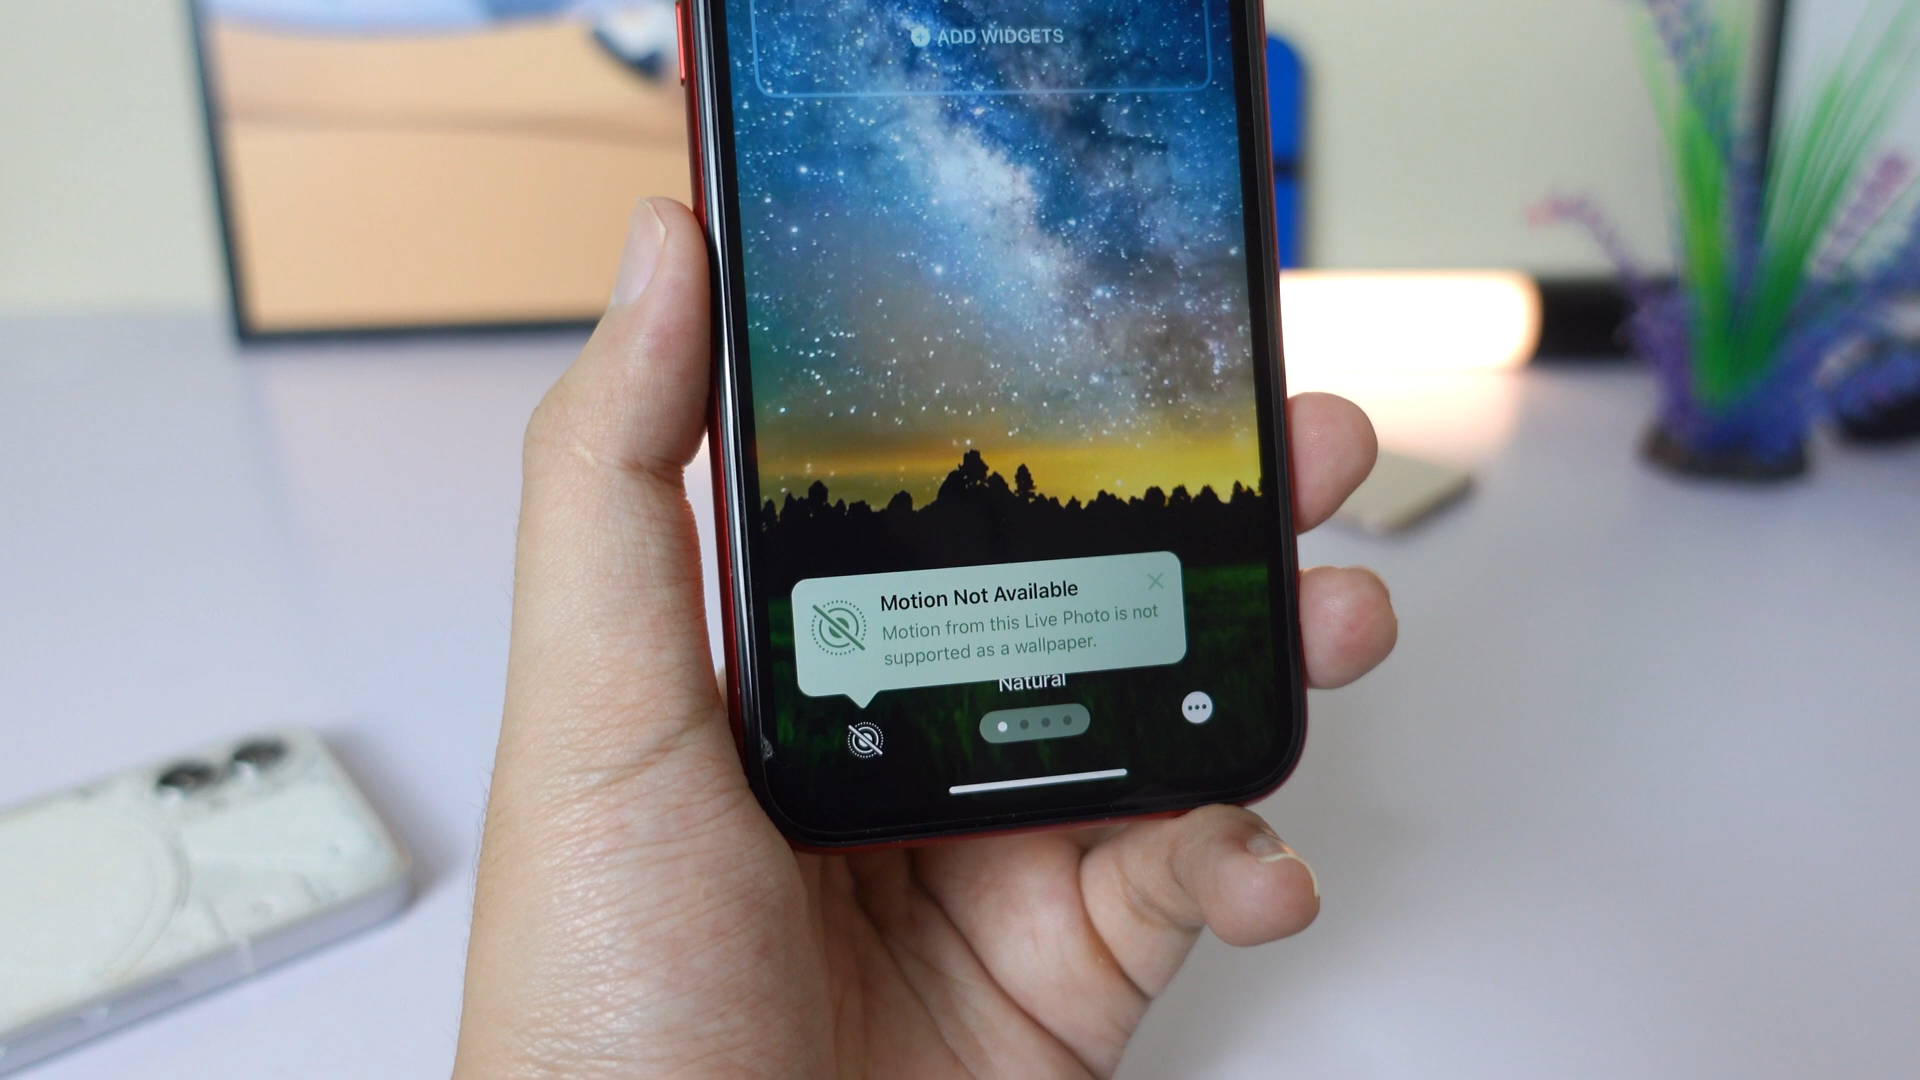 ADD WIDGETS
Motion Not Available
Motion from this Live Photo is not
supported as a wallpaper.
Natural